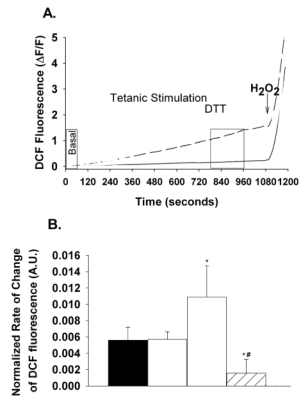 A.
DCF Fluorescence (ΔF/F)
5
4
3
2
1
0
H2O2
Tetanic Stimulation
DTT
Basal
0 120 240 360 480 600 720 840 960 1080 1200
Time (seconds)
B.
Normalized Rate of Change
of DCF fluorescence (A.U.)
0.016
0.014
0.012
0.010
0.008
0.006
0.004
0.002
0.000
*
*#